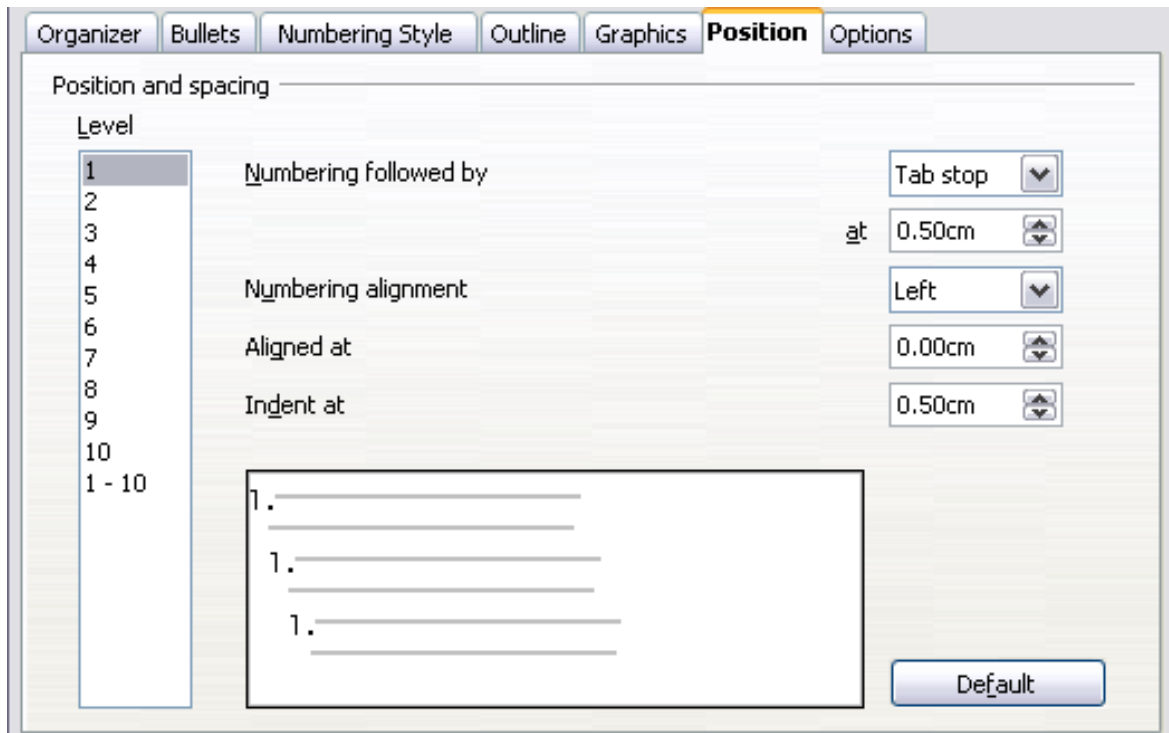 Organizer Bullets Numbering Style Outline Graphics Position Options
Position and spacing
Level
1
2
3
4
5
6
7
8
9
10
1 - 10
Numbering followed by Tab stop
at 0.50cm
Numbering alignment Left
Aligned at 0.00cm
Indent at 0.50cm
1.
1.
1.
Default